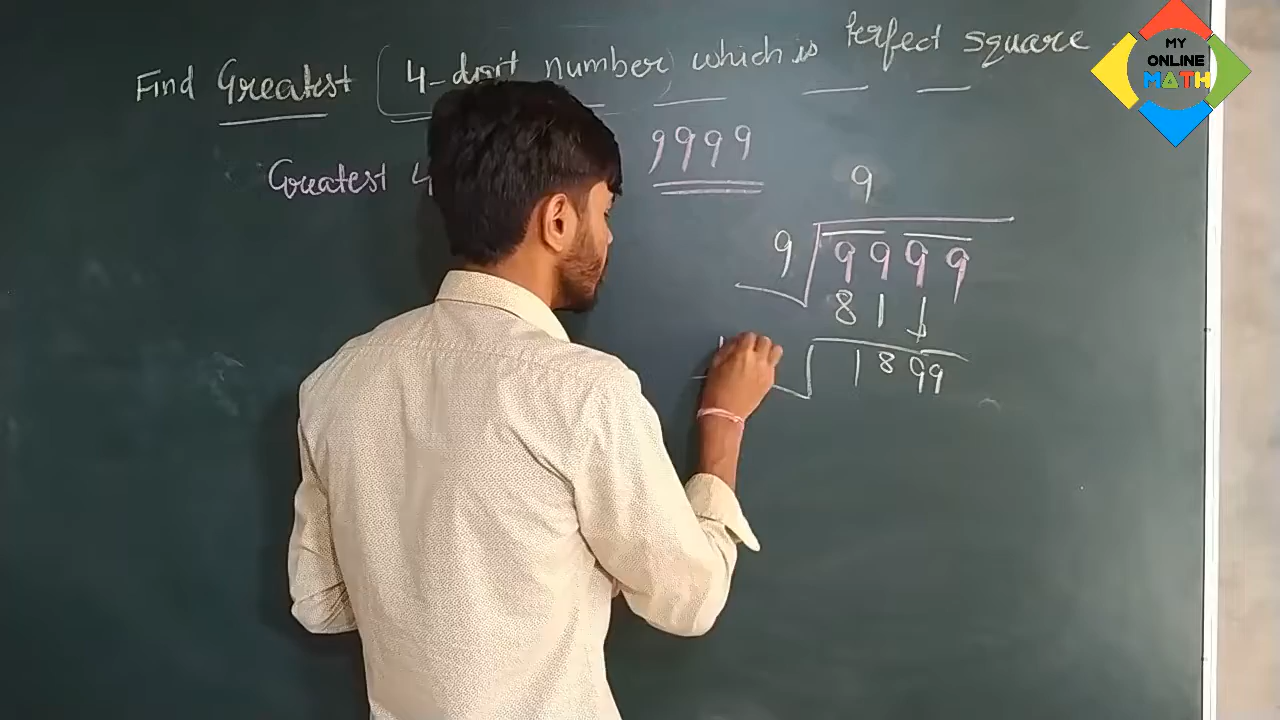 Find Greatest (4-digit number) which is Perfect square
MY
ONLINE
MATH
Greatest 4
9999
9
9 9999
81
1899